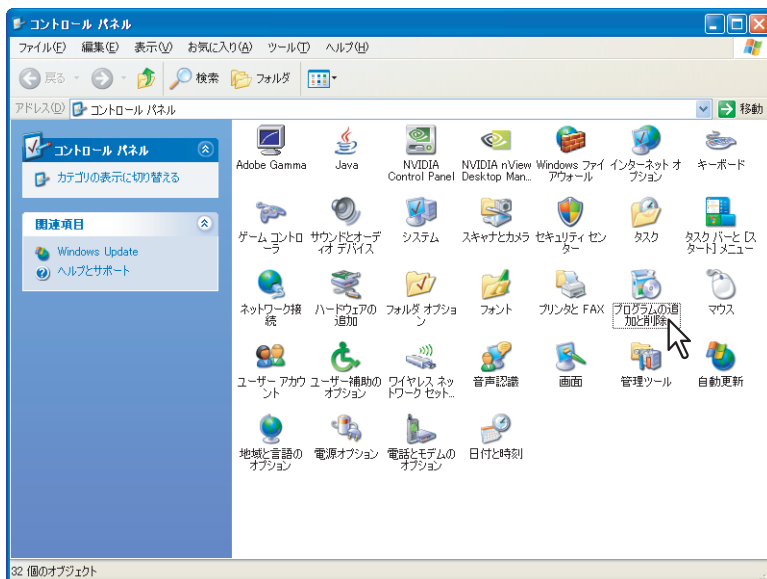 コントロール パネル
ファイル(F) 編集(E) 表示(V) お気に入り(A) ツール(T) ヘルプ(H)
戻る 検索 フォルダ
アドレス(D) コントロール パネル 移動
コントロール パネル
カテゴリの表示に切り替える
関連項目
Windows Update
ヘルプとサポート
Adobe Gamma Java NVIDIA NVIDIA nView Windows ファイ インターネット オ キーボード
Control Panel Desktop Man... アウォール プション
ゲーム コントロ サウンドとオーデ システム スキャナとカメラ セキュリティ セン タスク タスク バーと [ス
ーラ ィオ デバイス ター タート] メニュー
ネットワーク接 ハードウェアの フォルダ オプショ フォント プリンタと FAX プログラムの追 マウス
続 追加 ン 加と削除
ユーザー アカウ ユーザー補助の ワイヤレス ネッ 音声認識 画面 管理ツール 自動更新
ント オプション トワーク セット...
地域と言語の 電源オプション 電話とモデムの 日付と時刻
オプション オプション
32 個のオブジェクト